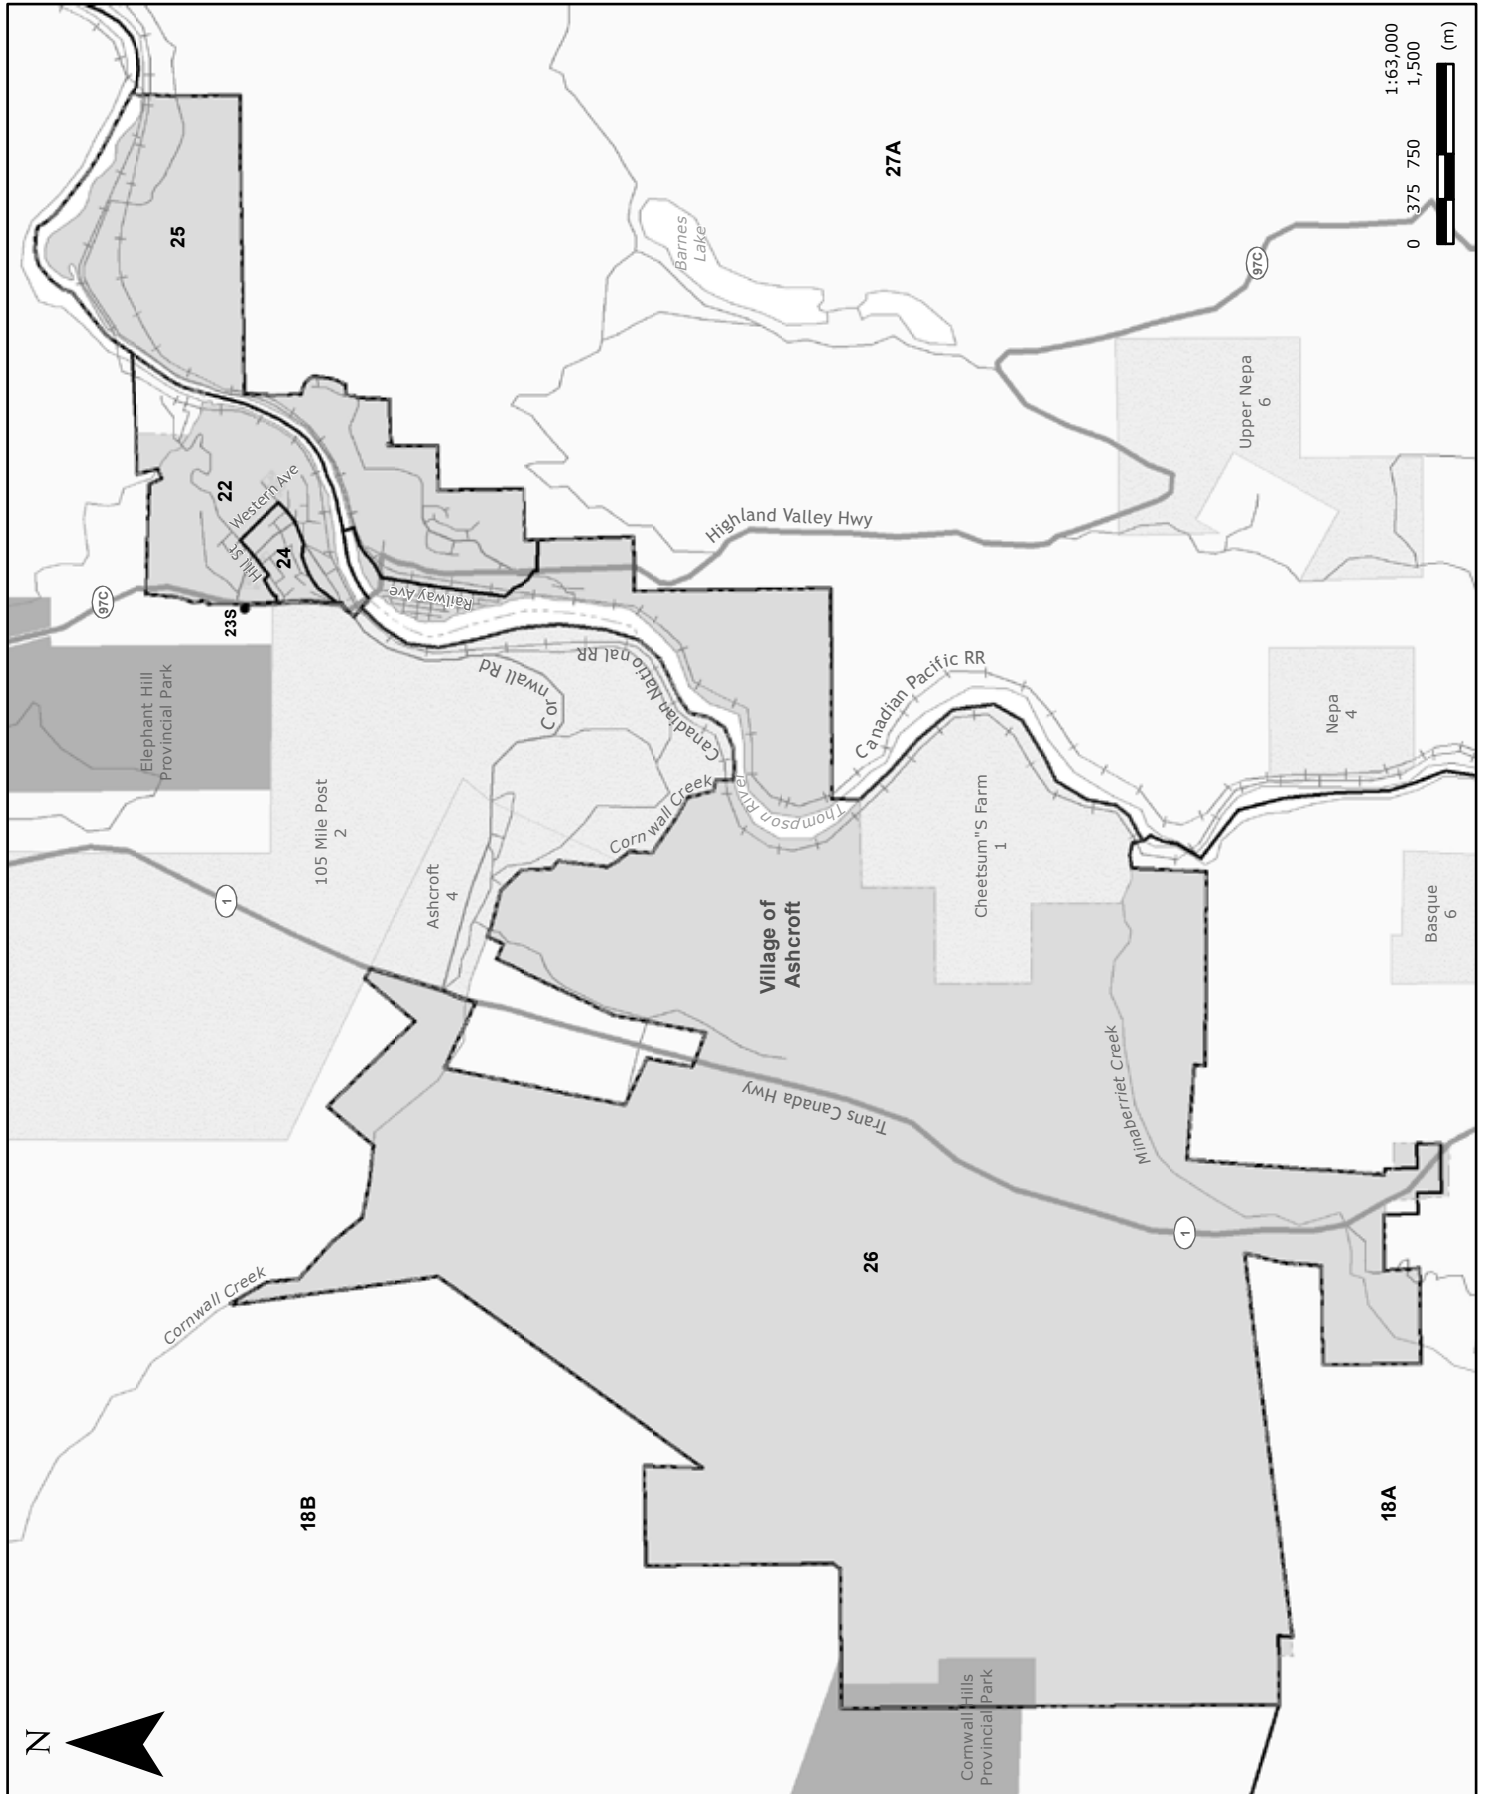 N
Cornwall Creek
18B
Cornwall Hills
Provincial Park
18A
26
1
Trans Canada Hwy
Minaberriet Creek
Village of
Ashcroft
1
Ashcroft
4
105 Mile Post
2
Elephant Hill
Provincial Park
97C
23S
22
24
25
Western Ave
Hill St
Railway Ave
Cornwall Rd
Canadian National RR
Cornwall Creek
Thompson River
Canadian Pacific RR
Cheetsum"S Farm
1
Basque
6
Nepa
4
Upper Nepa
6
Highland Valley Hwy
97C
Barnes
Lake
27A
1:63,000
0 375 750 1,500
(m)